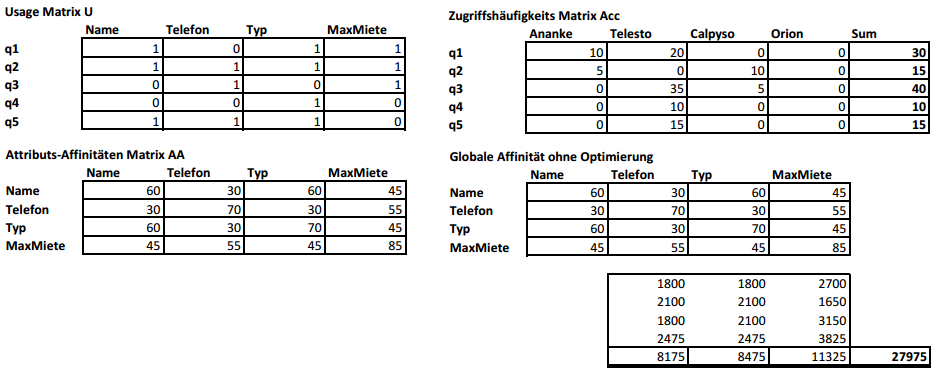 Usage Matrix U
Name Telefon Typ MaxMiete
q1 1 0 1 1
q2 1 1 1 1
q3 0 1 0 1
q4 0 0 1 0
q5 1 1 1 0
Zugriffshäufigkeits Matrix Acc
Ananke Telesto Calpyso Orion Sum
q1 10 20 0 0 30
q2 5 0 10 0 15
q3 0 35 5 0 40
q4 0 10 0 0 10
q5 0 15 0 0 15
Attributs-Affinitäten Matrix AA
Name Telefon Typ MaxMiete
Name 60 30 60 45
Telefon 30 70 30 55
Typ 60 30 70 45
MaxMiete 45 55 45 85
Globale Affinität ohne Optimierung
Name Telefon Typ MaxMiete
Name 60 30 60 45
Telefon 30 70 30 55
Typ 60 30 70 45
MaxMiete 45 55 45 85
1800 1800 2700
2100 2100 1650
1800 2100 3150
2475 2475 3825
8175 8475 11325 27975